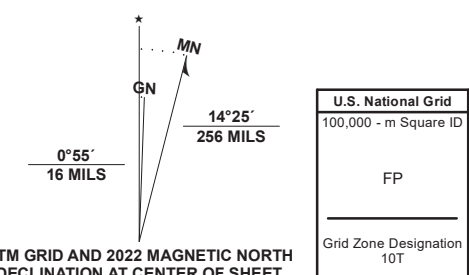 ★
MN
GN
14°25´
256 MILS
0°55´
16 MILS
TM GRID AND 2022 MAGNETIC NORTH
DECLINATION AT CENTER OF SHEET
U.S. National Grid
100,000 - m Square ID
FP
Grid Zone Designation
10T